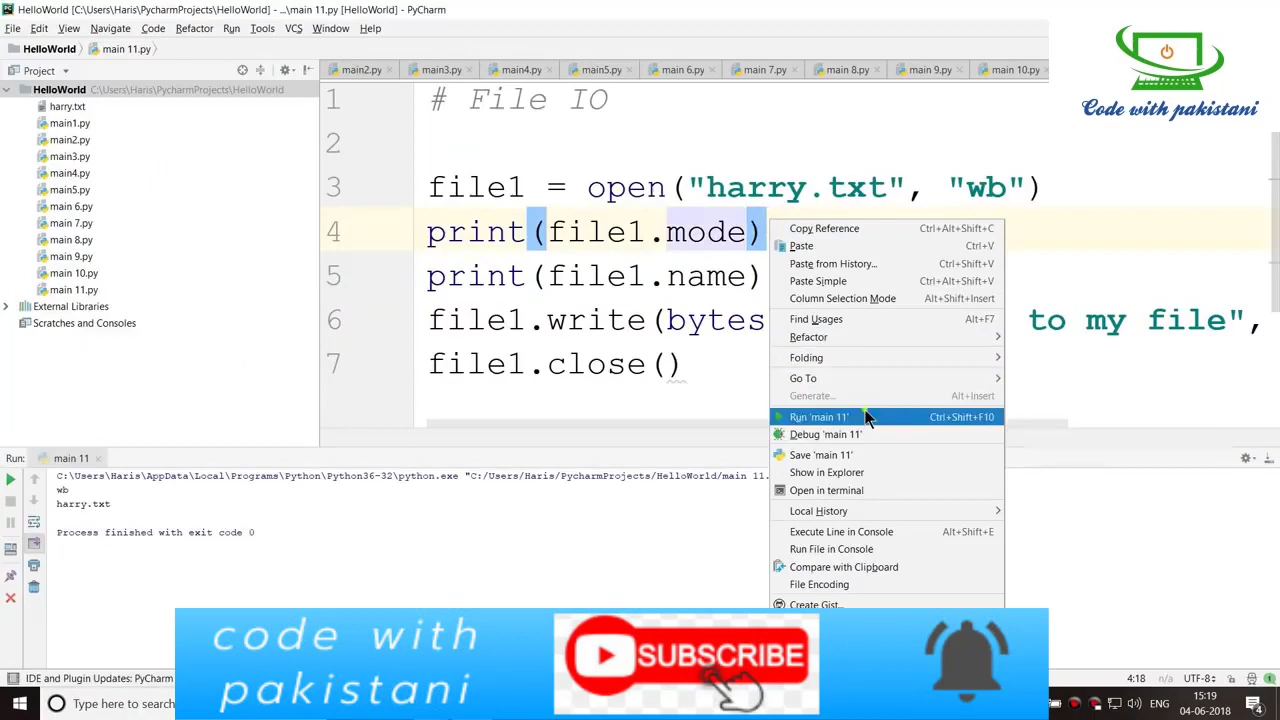 HelloWorld [C:\Users\Haris\PycharmProjects\HelloWorld] - ...\main 11.py [HelloWorld] - PyCharm
File Edit View Navigate Code Refactor Run Tools VCS Window Help
HelloWorld main 11.py
Project
main2.py main3.py main4.py main5.py main 6.py main 7.py main 8.py main 9.py main 10.py
HelloWorld C:\Users\Haris\PycharmProjects\HelloWorld
harry.txt
main1.py
main2.py
main3.py
main4.py
main5.py
main 6.py
main 7.py
main 8.py
main 9.py
main 10.py
main 11.py
External Libraries
Scratches and Consoles
1 # File IO
2
3 file1 = open("harry.txt", "wb")
4 print(file1.mode)
5 print(file1.name)
6 file1.write(bytes to my file",
7 file1.close()
Copy Reference Ctrl+Alt+Shift+C
Paste Ctrl+V
Paste from History... Ctrl+Shift+V
Paste Simple Ctrl+Alt+Shift+V
Column Selection Mode Alt+Shift+Insert
Find Usages Alt+F7
Refactor
Folding
Go To
Generate... Alt+Insert
Run 'main 11' Ctrl+Shift+F10
Debug 'main 11'
Save 'main 11'
Show in Explorer
Open in terminal
Local History
Execute Line in Console Alt+Shift+E
Run File in Console
Compare with Clipboard
File Encoding
Create Gist...
Run: main 11
C:\Users\Haris\AppData\Local\Programs\Python\Python36-32\python.exe "C:/Users/Haris/PycharmProjects/HelloWorld/main 11.
wb
harry.txt
Process finished with exit code 0
Code with pakistani
code with
pakistani
SUBSCRIBE
IDE and Plugin Updates: PyCharm
4:18 n/a UTF-8
Type here to search
ENG
15:19
04-06-2018
4